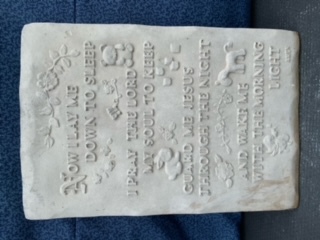 NOW I LAY ME
DOWN TO SLEEP
I PRAY THE LORD
MY SOUL TO KEEP
GUARD ME JESUS
THROUGH THE NIGHT
AND WAKE ME
WITH THE MORNING
LIGHT